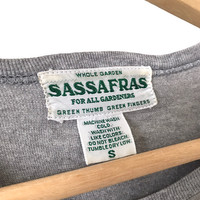 WHOLE GARDEN
SASSAFRAS
FOR ALL GARDENERS
GREEN THUMB GREEN FINGERS
MACHINE WASH
COLD
WASH WITH
LIKE COLORS
DO NOT BLEACH
TUMBLE DRY LOW.
S